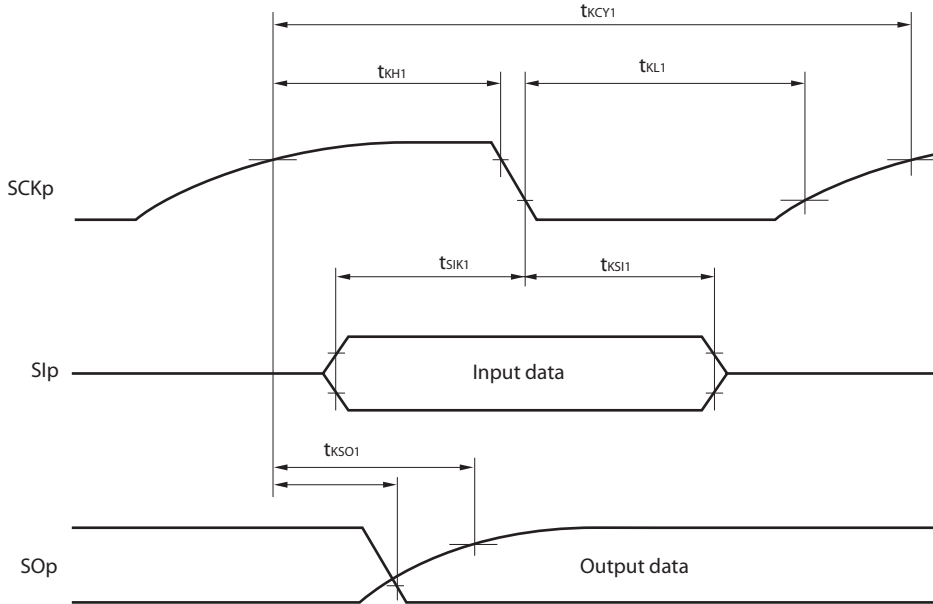 tKCY1
tKH1
tKL1
SCKp
tSIK1
tKSI1
SIp
Input data
tKSO1
SOp
Output data